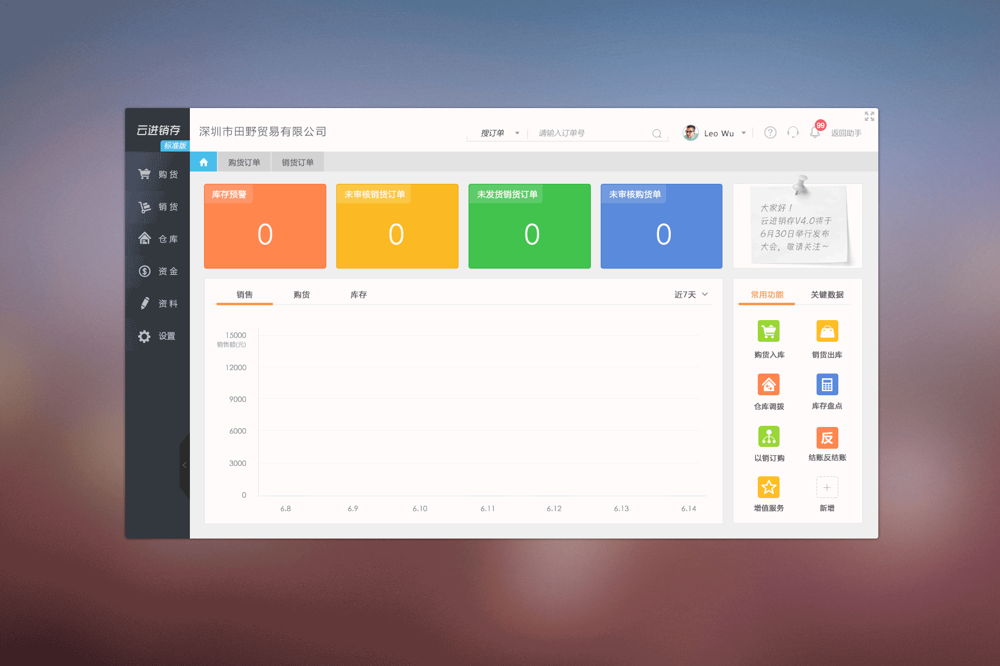 云进销存
标准版
深圳市田野贸易有限公司
搜订单
请输入订单号
Leo Wu
99
返回助手
购货订单
销货订单
购货
销货
仓库
资金
资料
设置
库存预警
0
未审核销货订单
0
未发货销货订单
0
未审核购货单
0
大家好！
云进销存V4.0将于
6月30日举行发布
大会，敬请关注~
销售
购货
库存
近7天
15000
销售额(元)
12000
9000
6000
3000
0
6.8
6.9
6.10
6.11
6.12
6.13
6.14
常用功能
关键数据
购货入库
销货出库
仓库调拨
库存盘点
以销订购
反
结账反结账
增值服务
新增